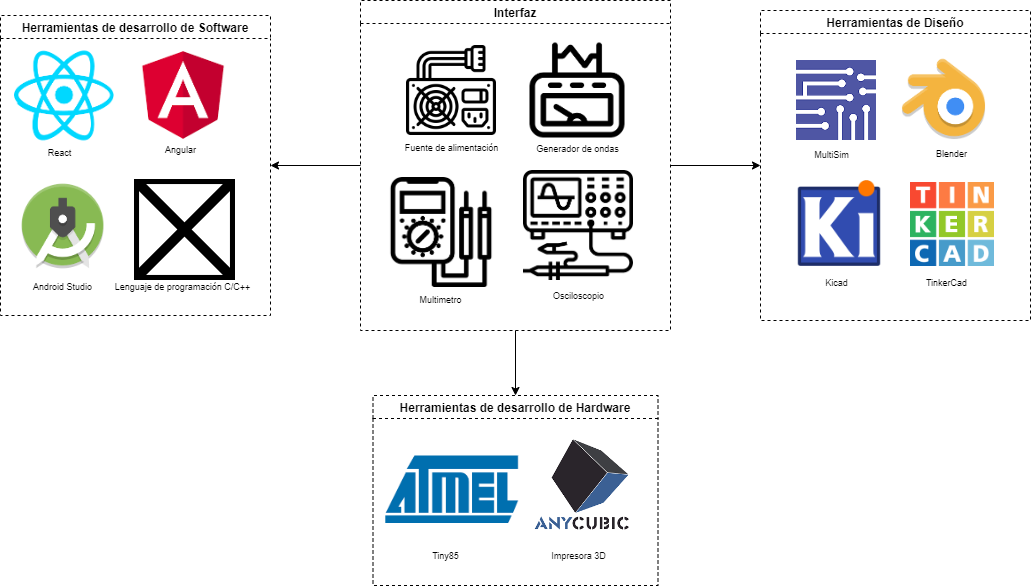 Herramientas de desarrollo de Software
React
Angular
Android Studio
Lenguaje de programación C/C++
Interfaz
Fuente de alimentación
Generador de ondas
Multimetro
Osciloscopio
Herramientas de Diseño
MultiSim
Blender
Ki
Kicad
TIN
KER
CAD
TinkerCad
Herramientas de desarrollo de Hardware
ATMEL
Tiny85
ANYCUBIC
Impresora 3D